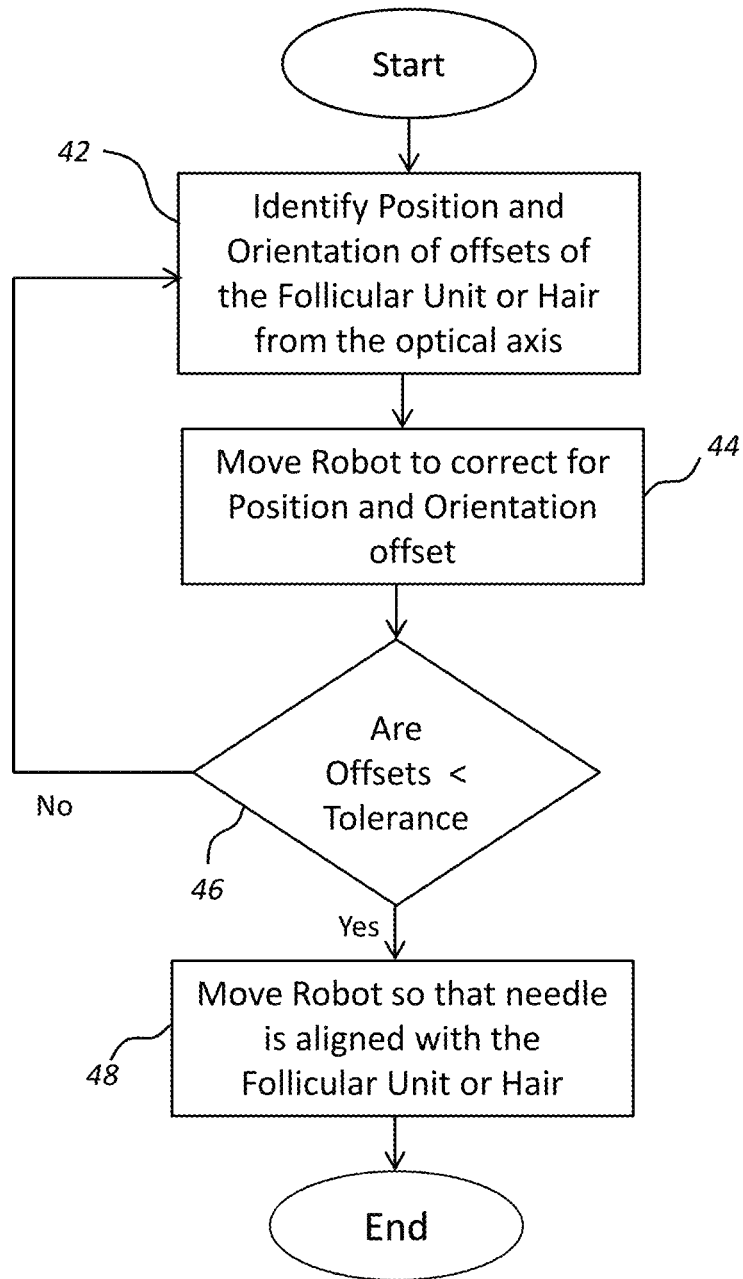 Start
42
Identify Position and
Orientation of offsets of
the Follicular Unit or Hair
from the optical axis
Move Robot to correct for
Position and Orientation
offset
44
Are
Offsets <
Tolerance
No
46
Yes
Move Robot so that needle
is aligned with the
Follicular Unit or Hair
48
End